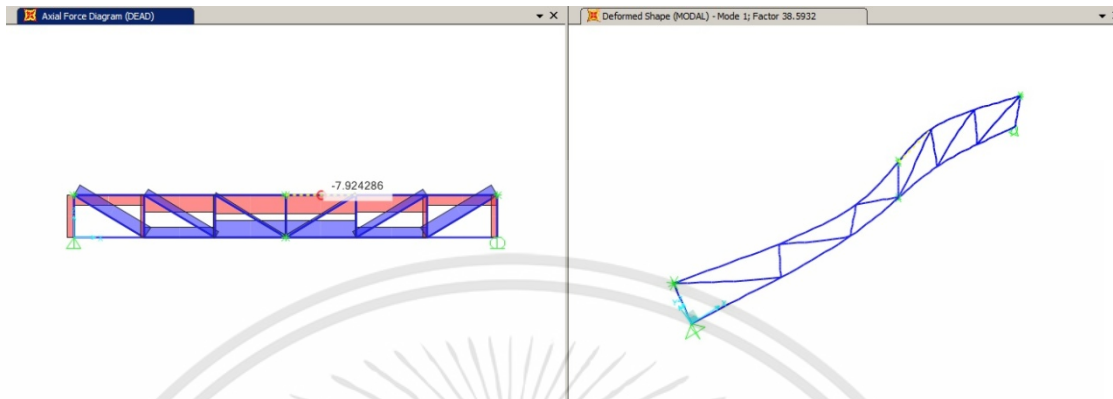 Axial Force Diagram (DEAD)
Deformed Shape (MODAL) - Mode 1; Factor 38.5932
-7.924286